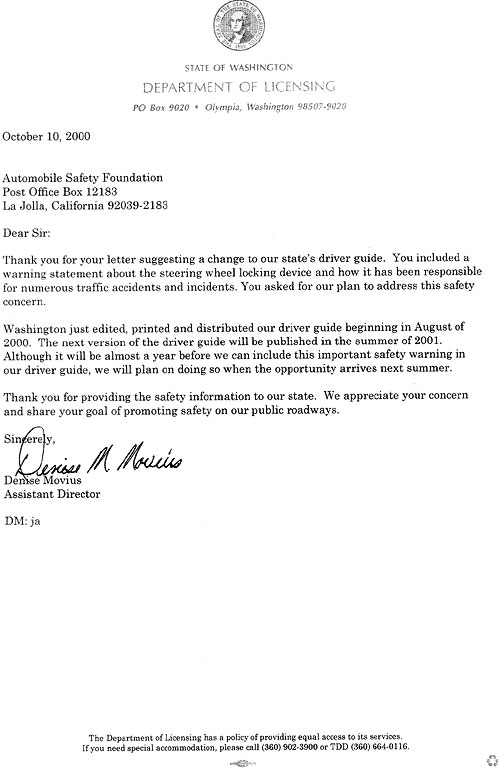 STATE OF WASHINGTON
DEPARTMENT OF LICENSING
PO Box 9020 • Olympia, Washington 98507-9020
October 10, 2000
Automobile Safety Foundation
Post Office Box 12183
La Jolla, California 92039-2183
Dear Sir:
Thank you for your letter suggesting a change to our state's driver guide.  You included a
warning statement about the steering wheel locking device and how it has been responsible
for numerous traffic accidents and incidents. You asked for our plan to address this safety
concern.
Washington just edited, printed and distributed our driver guide beginning in August of
2000.  The next version of the driver guide will be published in the summer of 2001.
Although it will be almost a year before we can include this important safety warning in
our driver guide, we will plan on doing so when the opportunity arrives next summer.
Thank you for providing the safety information to our state.  We appreciate your concern
and share your goal of promoting safety on our public roadways.
Sincerely,
Denise M Movius
Denise Movius
Assistant Director
DM: ja
The Department of Licensing has a policy of providing equal access to its services.
If you need special accommodation, please call (360) 902-3900 or TDD (360) 664-0116.